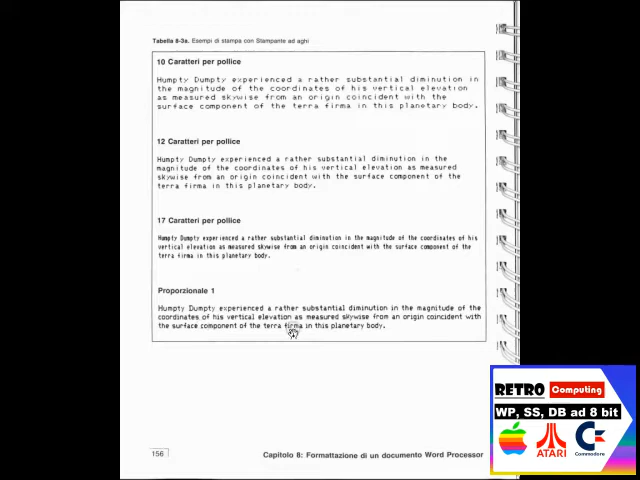 Tabella 8-3a. Esempi di stampa con Stampante ad aghi
10 Caratteri per pollice
Humpty Dumpty experienced a rather substantial diminution in
the magnitude of the coordinates of his vertical elevation
as measured skywise from an origin coincident with the
surface component of the terra firma in this planetary body.
12 Caratteri per pollice
Humpty Dumpty experienced a rather substantial diminution in the
magnitude of the coordinates of his vertical elevation as measured
skywise from an origin coincident with the surface component of the
terra firma in this planetary body.
17 Caratteri per pollice
Humpty Dumpty experienced a rather substantial diminution in the magnitude of the coordinates of his
vertical elevation as measured skywise from an origin coincident with the surface component of the
terra firma in this planetary body.
Proporzionale 1
Humpty Dumpty experienced a rather substantial diminution in the magnitude of the
coordinates of his vertical elevation as measured skywise from an origin coincident with
the surface component of the terra firma in this planetary body.
156
Capitolo 8: Formattazione di un documento Word Processor
RETRO Computing
WP, SS, DB ad 8 bit
ATARI
Commodore